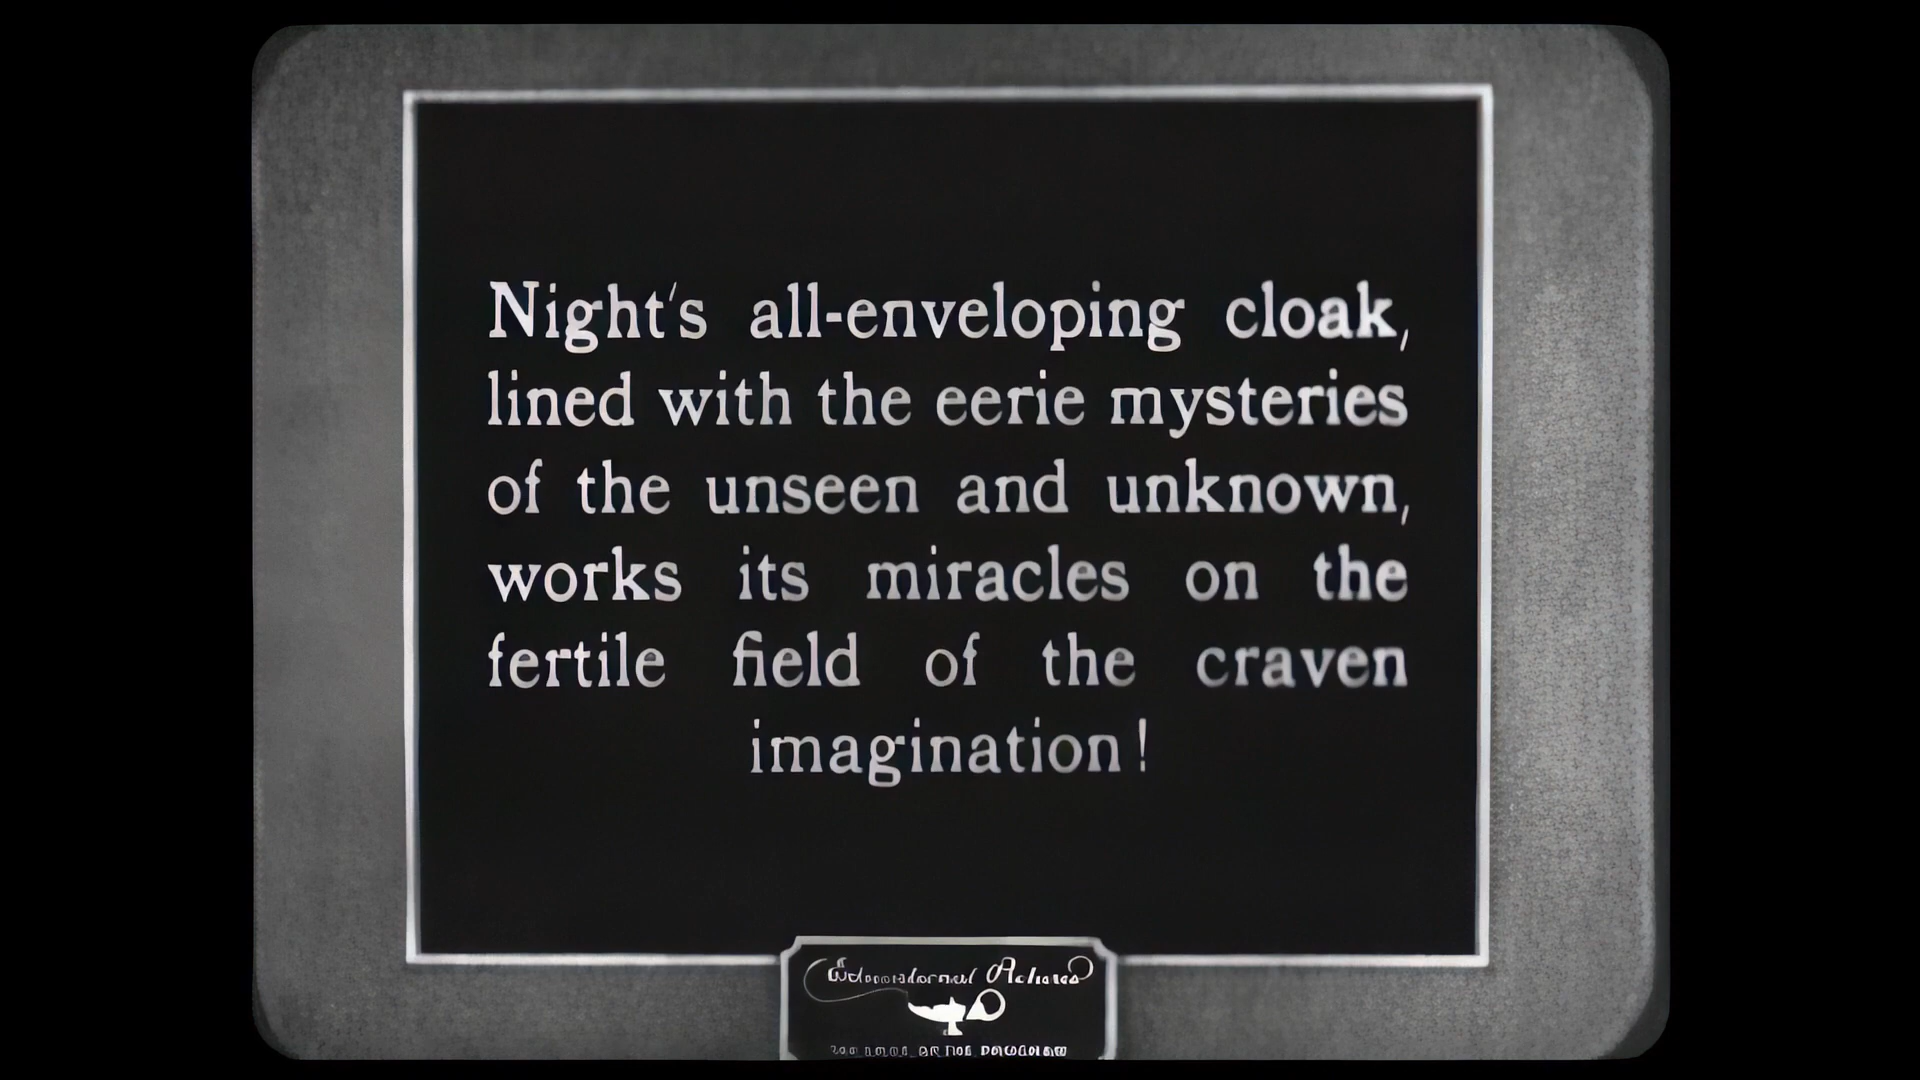 Night's all-enveloping cloak,
lined with the eerie mysteries
of the unseen and unknown,
works its miracles on the
fertile field of the craven
imagination!